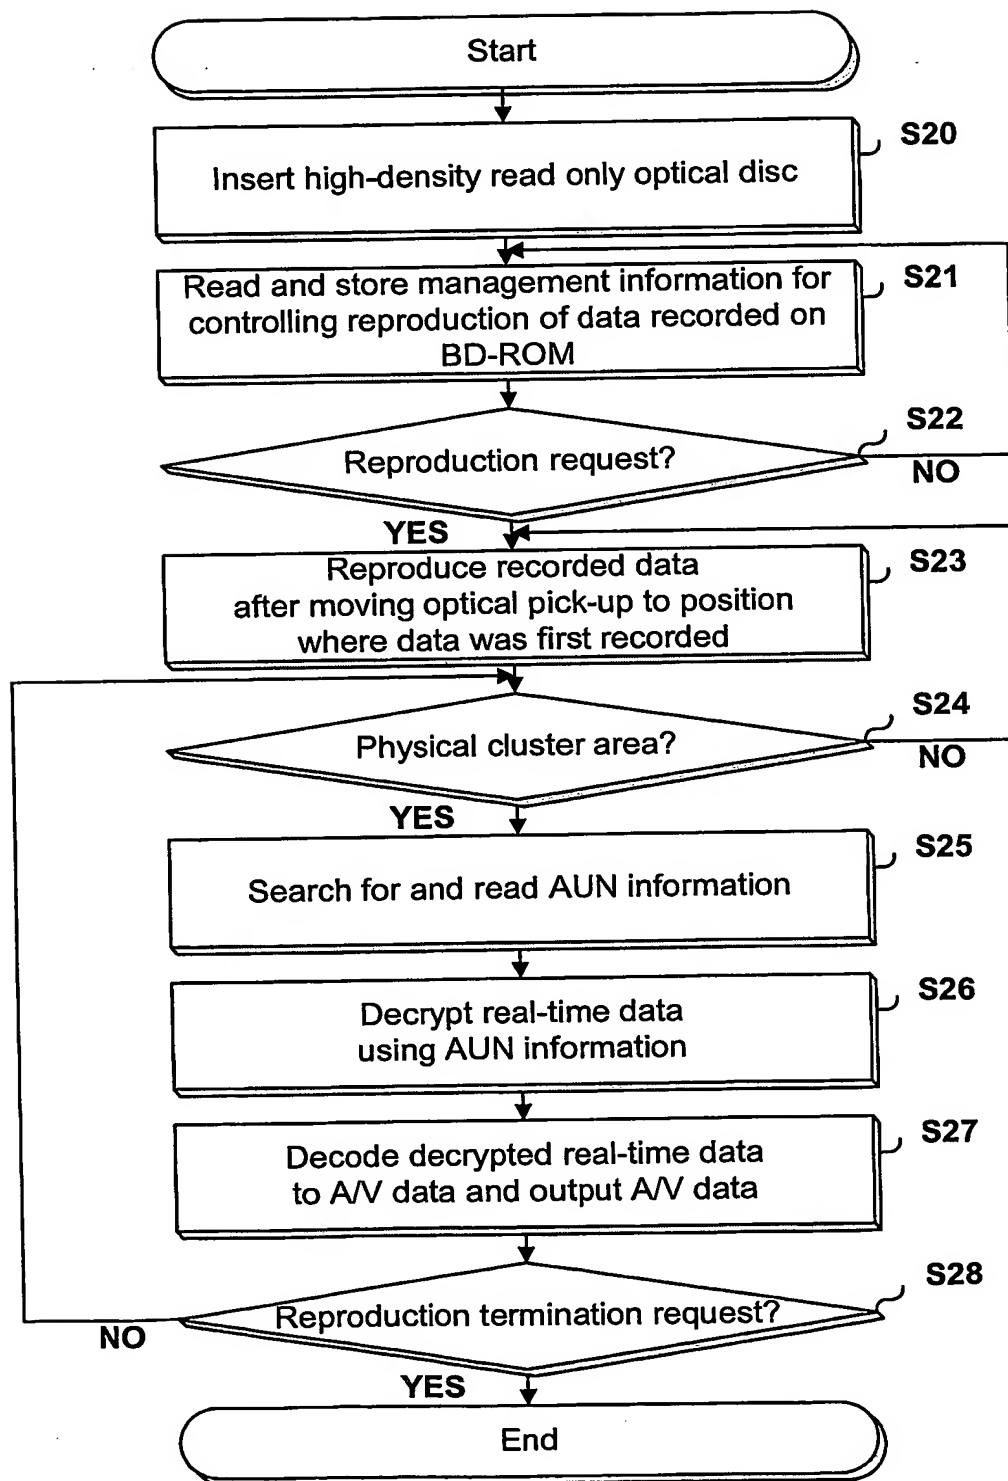 Start
S20
Insert high-density read only optical disc
S21
Read and store management information for
controlling reproduction of data recorded on
BD-ROM
S22
Reproduction request?
NO
YES
S23
Reproduce recorded data
after moving optical pick-up to position
where data was first recorded
S24
Physical cluster area?
NO
YES
S25
Search for and read AUN information
S26
Decrypt real-time data
using AUN information
S27
Decode decrypted real-time data
to A/V data and output A/V data
S28
Reproduction termination request?
NO
YES
End